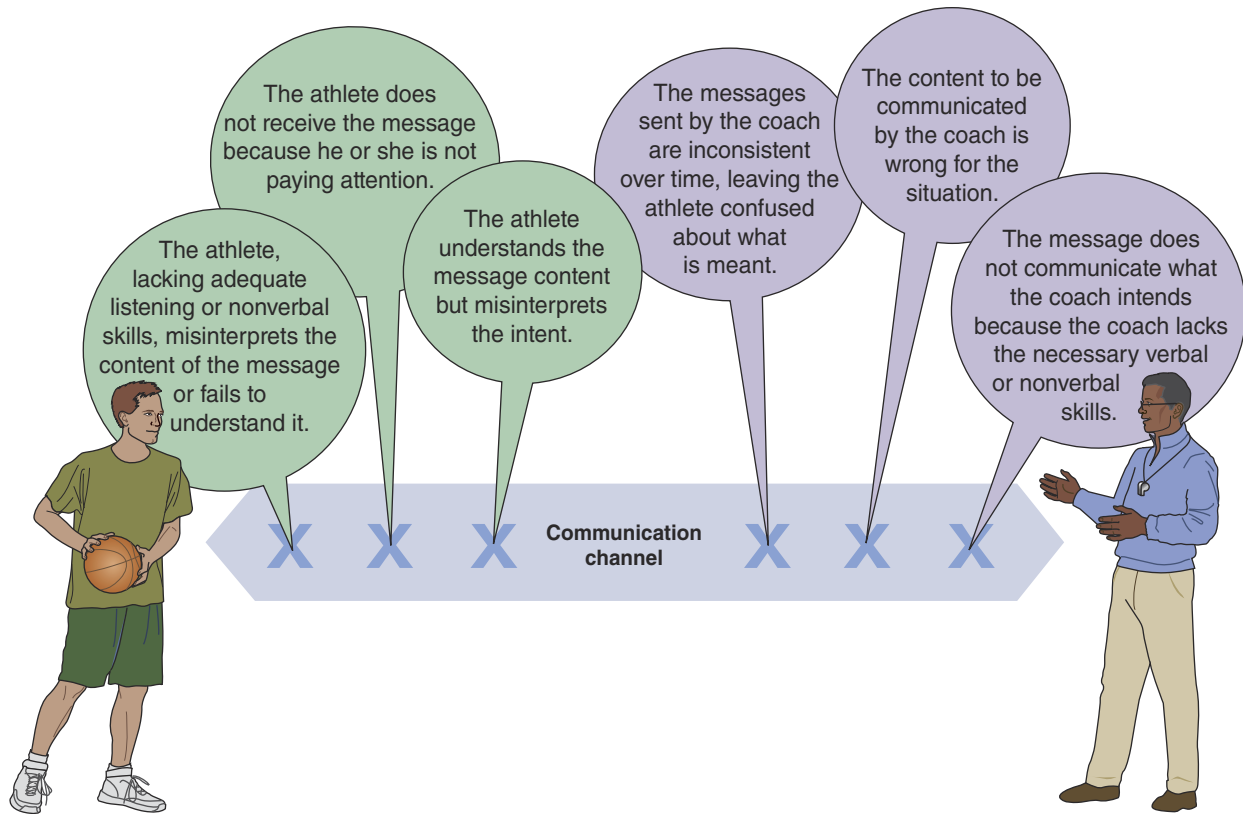 The athlete,
lacking adequate
listening or nonverbal
skills, misinterprets the
content of the message
or fails to
understand it.
The athlete does
not receive the message
because he or she is not
paying attention.
The athlete
understands the
message content
but misinterprets
the intent.
The messages
sent by the coach
are inconsistent
over time, leaving the
athlete confused
about what
is meant.
The content to be
communicated
by the coach is
wrong for the
situation.
The message does
not communicate what
the coach intends
because the coach lacks
the necessary verbal
or nonverbal
skills.
X X X Communication
channel X X X